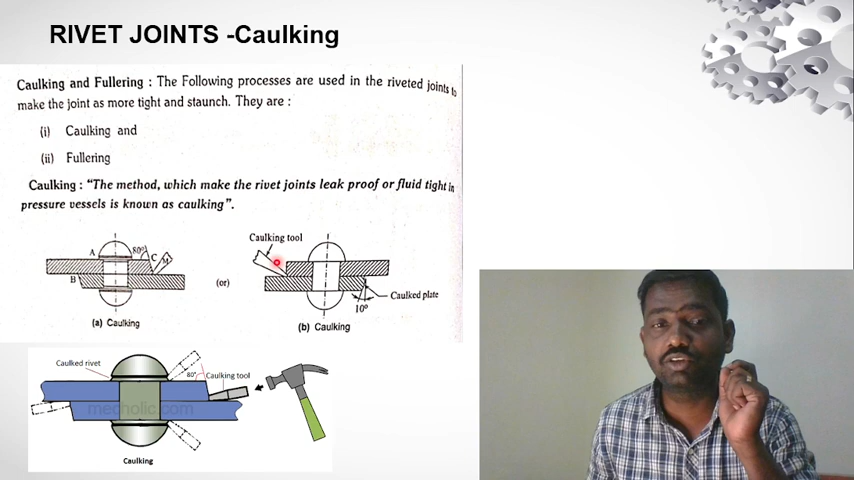 RIVET JOINTS -Caulking
Caulking and Fullering : The Following processes are used in the riveted joints to
make the joint as more tight and staunch. They are :
(i) Caulking and
(ii) Fullering
Caulking : “The method, which make the rivet joints leak proof or fluid tight in
pressure vessels is known as caulking”.
A
80°
C
M
B
(a) Caulking
(or)
Caulking tool
Caulked plate
10°
(b) Caulking
Caulked rivet
80°
Caulking tool
mecholic.com
Caulking